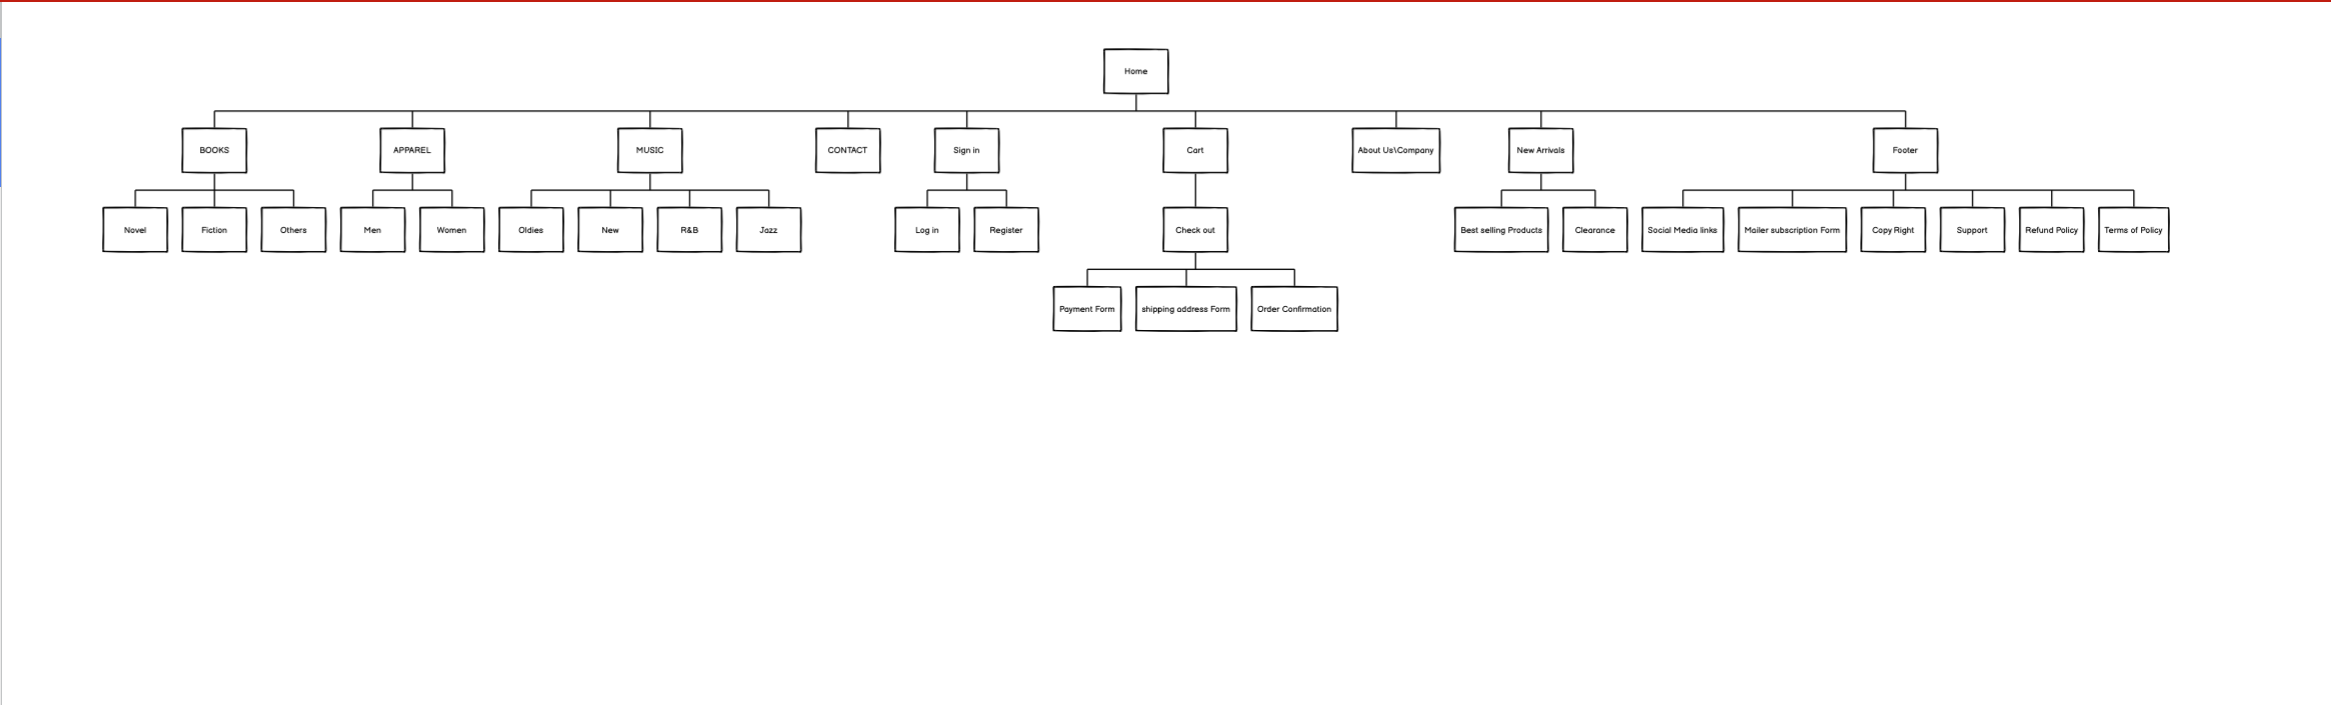 Home
BOOKS
APPAREL
MUSIC
CONTACT
Sign in
Cart
About Us\Company
New Arrivals
Footer
Novel
Fiction
Others
Men
Women
Oldies
New
R&B
Jazz
Log in
Register
Check out
Best selling Products
Clearance
Social Media links
Mailer subscription Form
Copy Right
Support
Refund Policy
Terms of Policy
Payment Form
shipping address Form
Order Confirmation